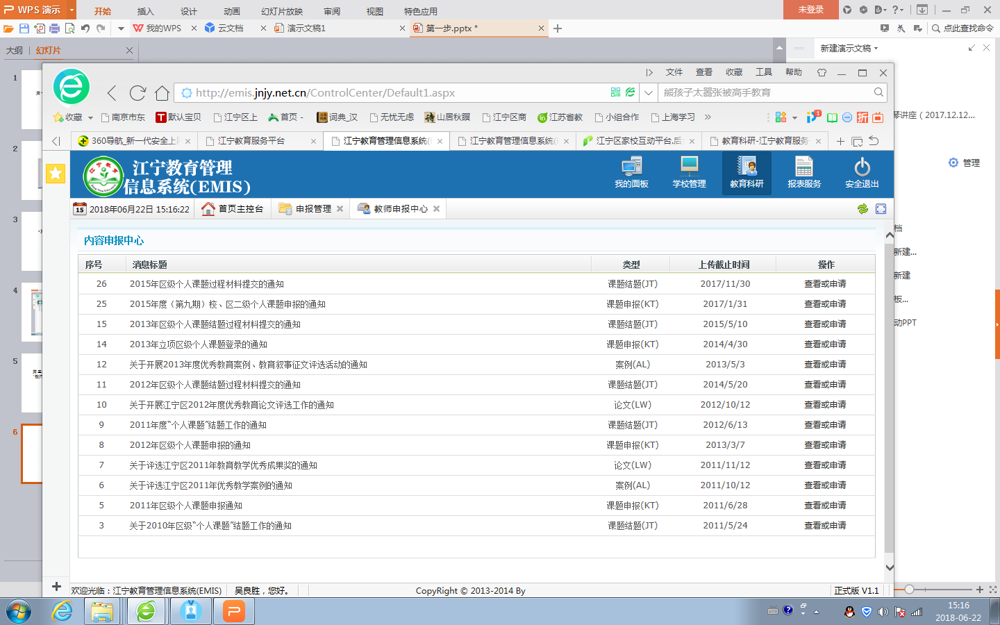 WPS 演示 开始 插入 设计 动画 幻灯片放映 审阅 视图 特色应用 未登录
我的WPS 云文档 演示文稿1 第一步.pptx * 点此查找命令
大纲 幻灯片 新建演示文稿
文件 查看 收藏 工具 帮助
http://emis.jnjy.net.cn/ControlCenter/Default1.aspx 熊孩子太嚣张被高手教育
收藏 南京市东 默认宝贝 江宁区上 首页 - 词典_汉 无忧无虑 山居秋暝 江宁区商 江苏省教 小组合作 上海学习
琴讲座 ( 2017.12.12...
360导航_新一代安全上 江宁教育服务平台 江宁教育管理信息系统( 江宁教育管理信息系统( 江宁区家校互动平台.后 教育科研-江宁教育服务
江宁教育管理
信息系统(EMIS)
我的面板 学校管理 教育科研 报表服务 安全退出
管理
15 2018年06月22日 15:16:22 首页主控台 申报管理 教师申报中心
档
新建...
新建
板...
动PPT
内容申报中心
序号 消息标题 类型 上传截止时间 操作
26 2015年区级个人课题过程材料提交的通知 课题结题(JT) 2017/11/30 查看或申请
25 2015年度（第九期）校、区二级个人课题申报的通知 课题申报(KT) 2017/1/31 查看或申请
15 2013年区级个人课题结题过程材料提交的通知 课题结题(JT) 2015/5/10 查看或申请
14 2013年立项区级个人课题登录的通知 课题申报(KT) 2014/4/30 查看或申请
12 关于开展2013年度优秀教育案例、教育叙事征文评选活动的通知 案例(AL) 2013/5/3 查看或申请
11 2012年区级个人课题结题过程材料提交的通知 课题结题(JT) 2014/5/20 查看或申请
10 关于开展江宁区2012年度优秀教育论文评选工作的通知 论文(LW) 2012/10/12 查看或申请
9 2011年度“个人课题”结题工作的通知 课题结题(JT) 2012/6/13 查看或申请
8 2012年区级个人课题申报的通知 课题申报(KT) 2013/3/7 查看或申请
7 关于评选江宁区2011年教育教学优秀成果奖的通知 论文(LW) 2011/11/12 查看或申请
6 关于评选江宁区2011年优秀教学案例的通知 案例(AL) 2011/10/12 查看或申请
5 2011年区级个人课题申报通知 课题申报(KT) 2011/6/28 查看或申请
3 关于2010年区级“个人课题”结题工作的通知 课题结题(JT) 2011/5/24 查看或申请
1
2
3
4
5
6
欢迎光临：江宁教育管理信息系统(EMIS) 吴良胜，您好。 CopyRight © 2013-2014 By 正式版 V1.1
15:16
2018-06-22